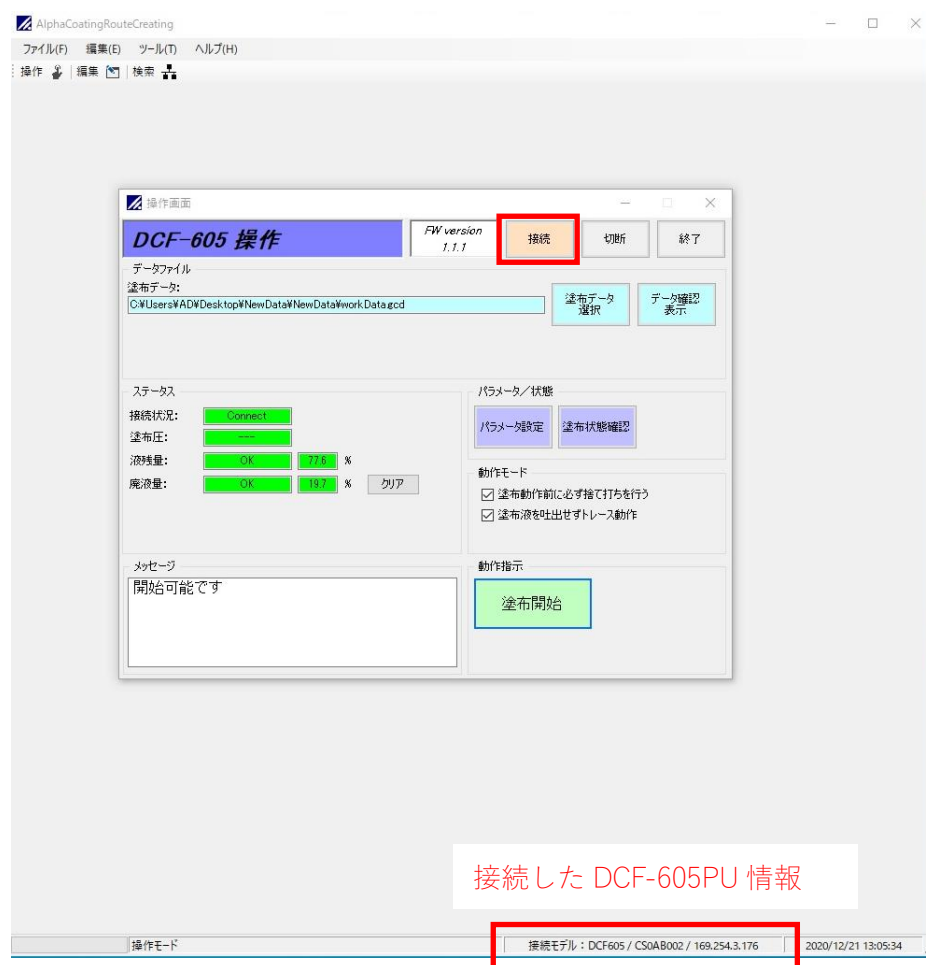 AlphaCoatingRouteCreating
ファイル(F) 編集(E) ツール(T) ヘルプ(H)
操作 編集 検索
操作画面
DCF-605 操作
FW version
1.1.1
接続
切断
終了
データファイル
塗布データ:
C:¥Users¥AD¥Desktop¥NewData¥NewData¥workData.gcd
塗布データ
選択
データ確認
表示
ステータス
接続状況: Connect
塗布圧: ---
液残量: OK 77.6 %
廃液量: OK 19.7 % クリア
パラメータ/状態
パラメータ設定 塗布状態確認
動作モード
塗布動作前に必ず捨て打ちを行う
塗布液を吐出せずトレース動作
メッセージ
開始可能です
動作指示
塗布開始
接続した DCF-605PU 情報
操作モード
接続モデル:DCF605 / CS0AB002 / 169.254.3.176
2020/12/21 13:05:34